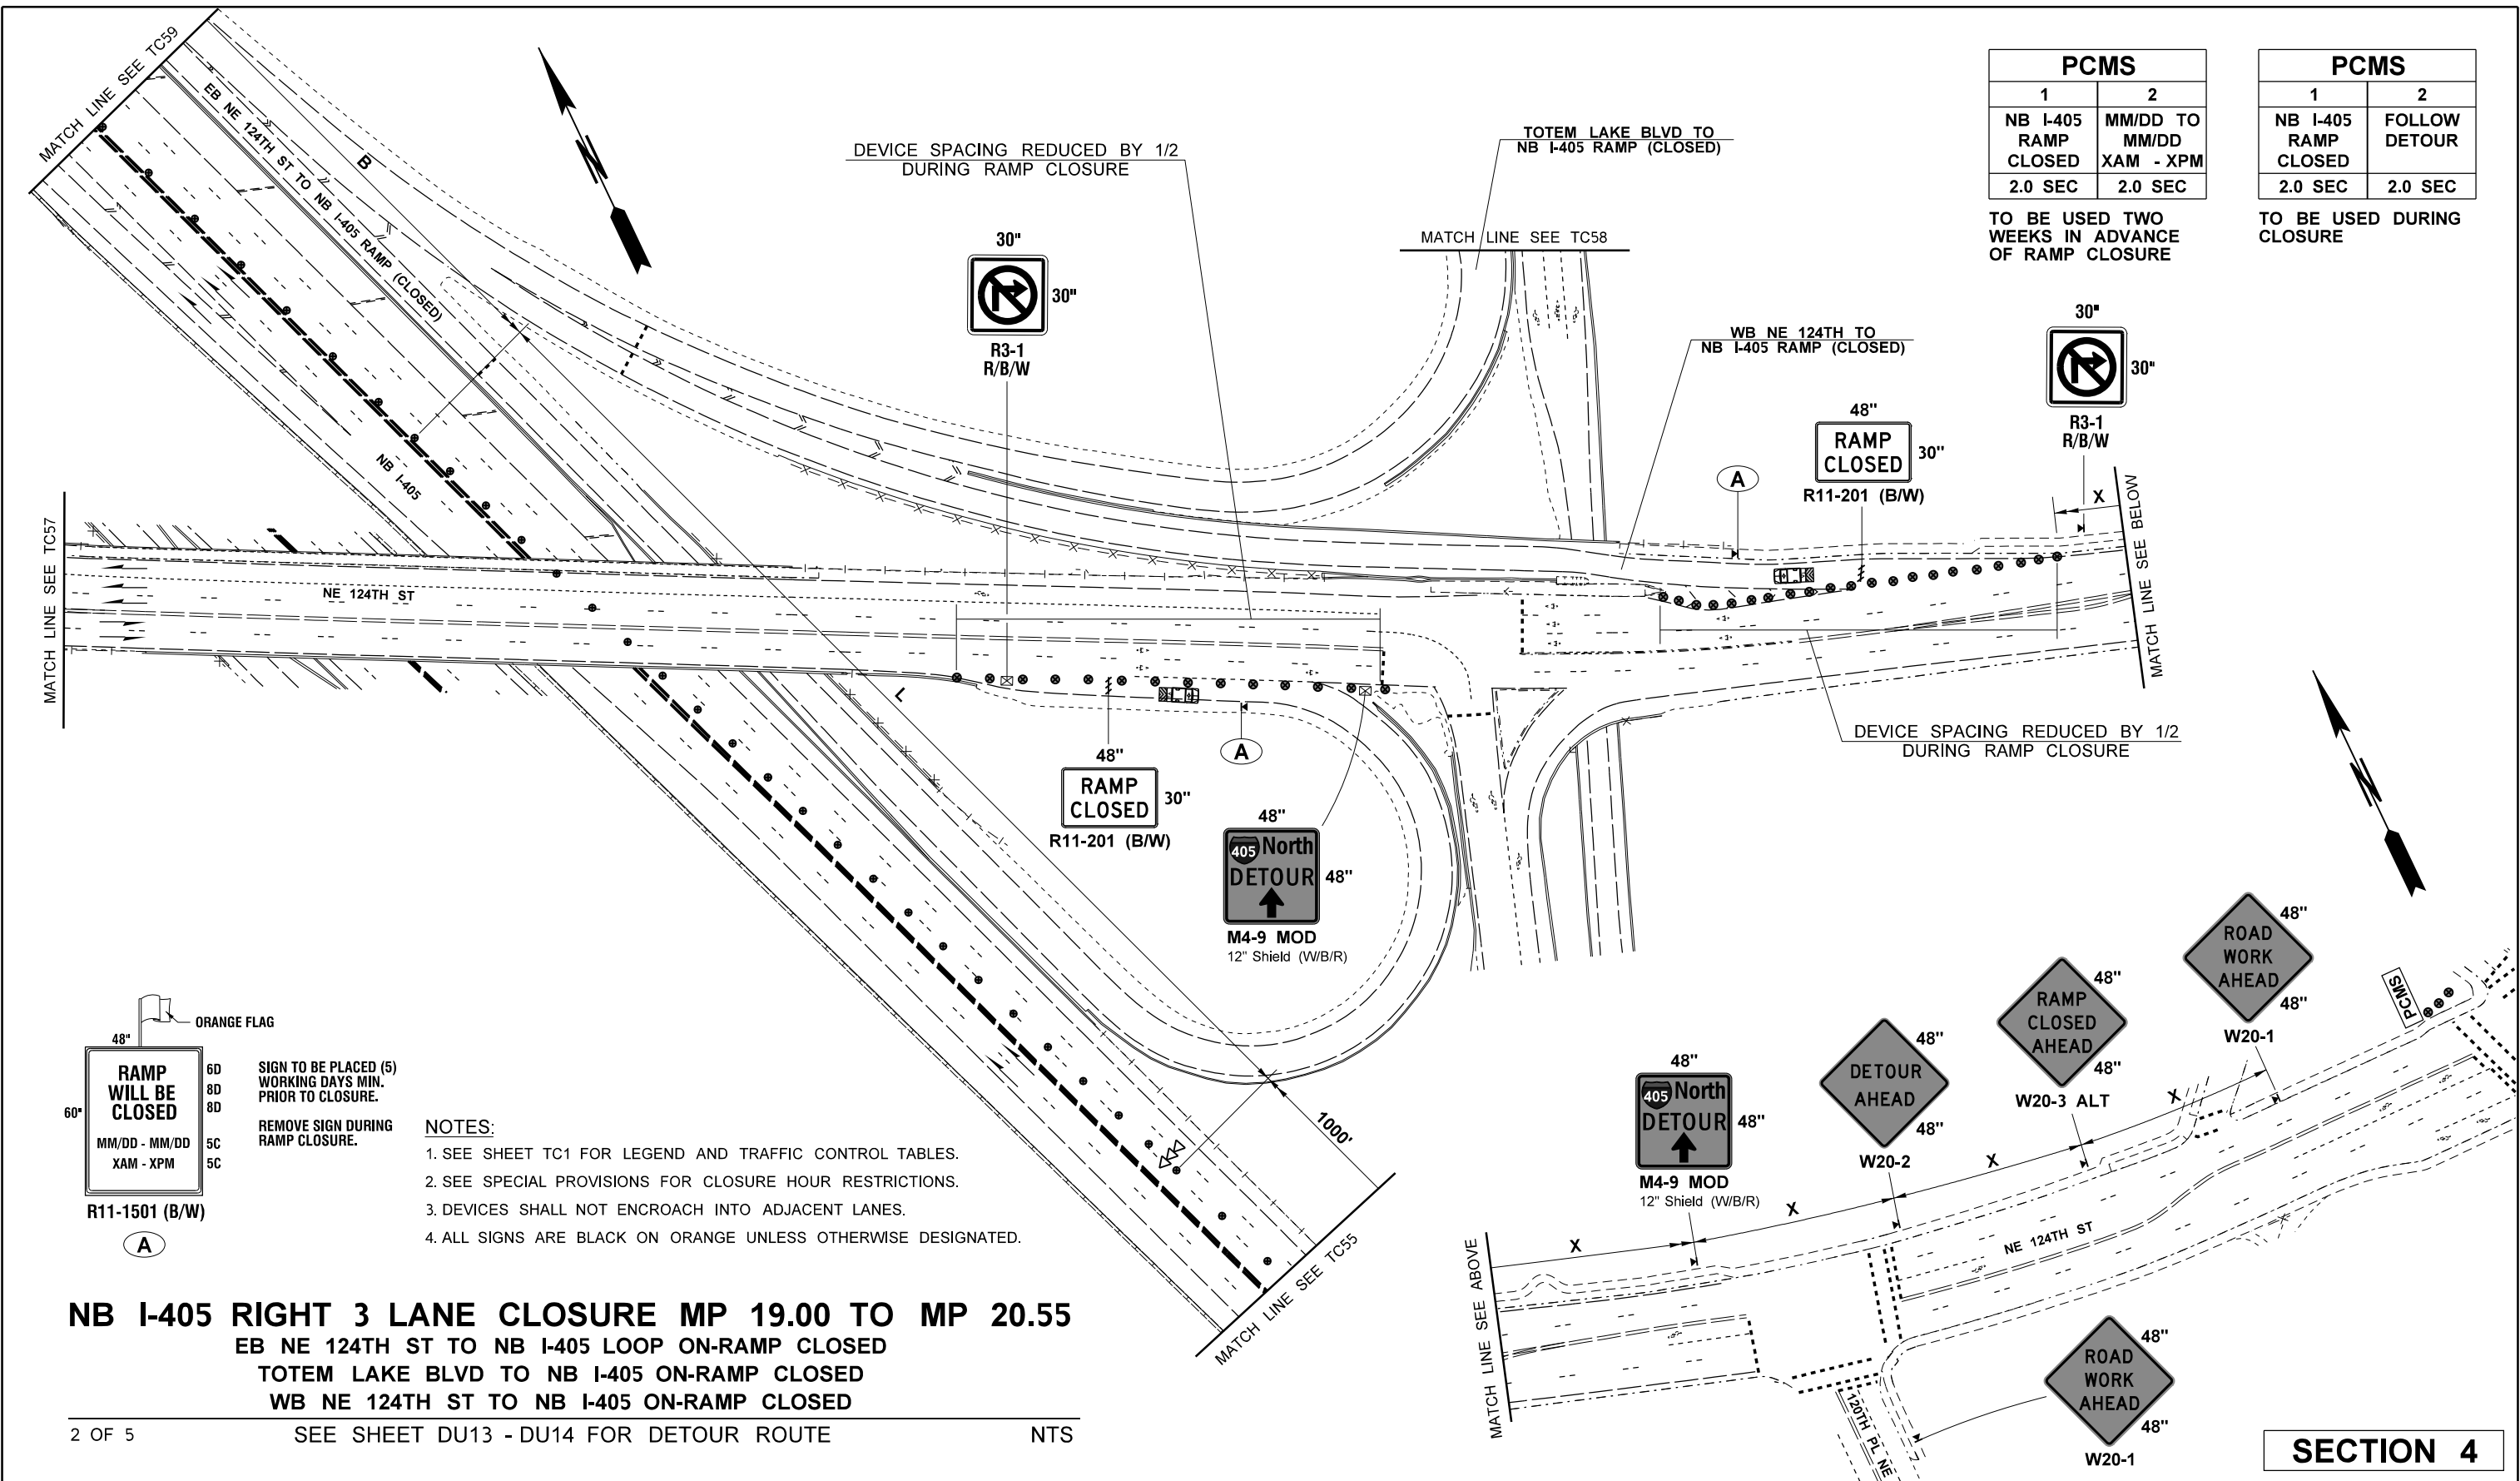 MATCH LINE SEE TC59
EB NE 124TH ST TO NB I-405 RAMP (CLOSED)
B
N
DEVICE SPACING REDUCED BY 1/2
DURING RAMP CLOSURE
TOTEM LAKE BLVD TO
NB I-405 RAMP (CLOSED)
MATCH LINE SEE TC58
PCMS
1 2
NB I-405 MM/DD TO
RAMP MM/DD
CLOSED XAM - XPM
2.0 SEC 2.0 SEC
TO BE USED TWO
WEEKS IN ADVANCE
OF RAMP CLOSURE
PCMS
1 2
NB I-405 FOLLOW
RAMP DETOUR
CLOSED
2.0 SEC 2.0 SEC
TO BE USED DURING
CLOSURE
30"
30"
R3-1
R/B/W
WB NE 124TH TO
NB I-405 RAMP (CLOSED)
30"
30"
R3-1
R/B/W
48"
RAMP
CLOSED
30"
R11-201 (B/W)
A
X
MATCH LINE SEE BELOW
NB I-405
MATCH LINE SEE TC57
NE 124TH ST
L
48"
RAMP
CLOSED
30"
R11-201 (B/W)
A
48"
405 North
DETOUR
48"
M4-9 MOD
12" Shield (W/B/R)
DEVICE SPACING REDUCED BY 1/2
DURING RAMP CLOSURE
N
ORANGE FLAG
48"
60"
RAMP
WILL BE
CLOSED
MM/DD - MM/DD
XAM - XPM
6D
8D
8D
5C
5C
R11-1501 (B/W)
A
SIGN TO BE PLACED (5)
WORKING DAYS MIN.
PRIOR TO CLOSURE.
REMOVE SIGN DURING
RAMP CLOSURE.
NOTES:
1. SEE SHEET TC1 FOR LEGEND AND TRAFFIC CONTROL TABLES.
2. SEE SPECIAL PROVISIONS FOR CLOSURE HOUR RESTRICTIONS.
3. DEVICES SHALL NOT ENCROACH INTO ADJACENT LANES.
4. ALL SIGNS ARE BLACK ON ORANGE UNLESS OTHERWISE DESIGNATED.
1000'
MATCH LINE SEE TC55
48"
405 North
DETOUR
48"
M4-9 MOD
12" Shield (W/B/R)
DETOUR
AHEAD
48"
48"
W20-2
RAMP
CLOSED
AHEAD
48"
48"
W20-3 ALT
ROAD
WORK
AHEAD
48"
48"
W20-1
PCMS
X
X
X
X
NE 124TH ST
MATCH LINE SEE ABOVE
120TH PL NE
ROAD
WORK
AHEAD
48"
48"
W20-1
NB I-405 RIGHT 3 LANE CLOSURE MP 19.00 TO MP 20.55
EB NE 124TH ST TO NB I-405 LOOP ON-RAMP CLOSED
TOTEM LAKE BLVD TO NB I-405 ON-RAMP CLOSED
WB NE 124TH ST TO NB I-405 ON-RAMP CLOSED
2 OF 5 SEE SHEET DU13 - DU14 FOR DETOUR ROUTE NTS
SECTION 4